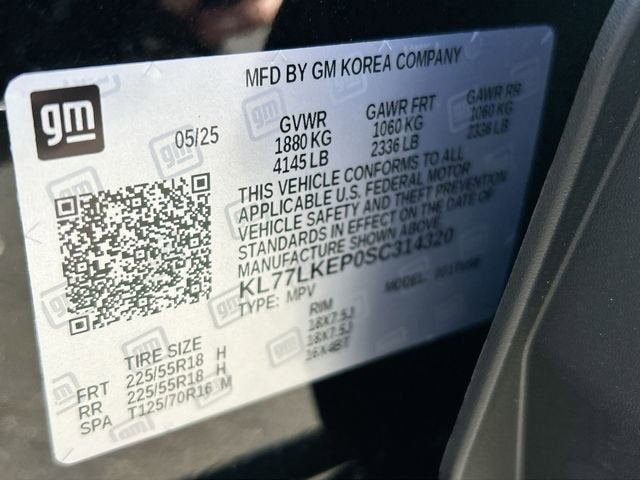 MFD BY GM KOREA COMPANY
gm
05/25
GVWR GAWR FRT GAWR RR
1880 KG 1060 KG 1060 KG
4145 LB 2336 LB 2336 LB
THIS VEHICLE CONFORMS TO ALL
APPLICABLE U.S. FEDERAL MOTOR
VEHICLE SAFETY AND THEFT PREVENTION
STANDARDS IN EFFECT ON THE DATE OF
MANUFACTURE SHOWN ABOVE
KL77LKEP0SC314320
TYPE: MPV MODEL:
TIRE SIZE RIM
FRT 225/55R18 H 18X7.5J
RR 225/55R18 H 18X7.5J
SPA T125/70R16 M 16X4BT